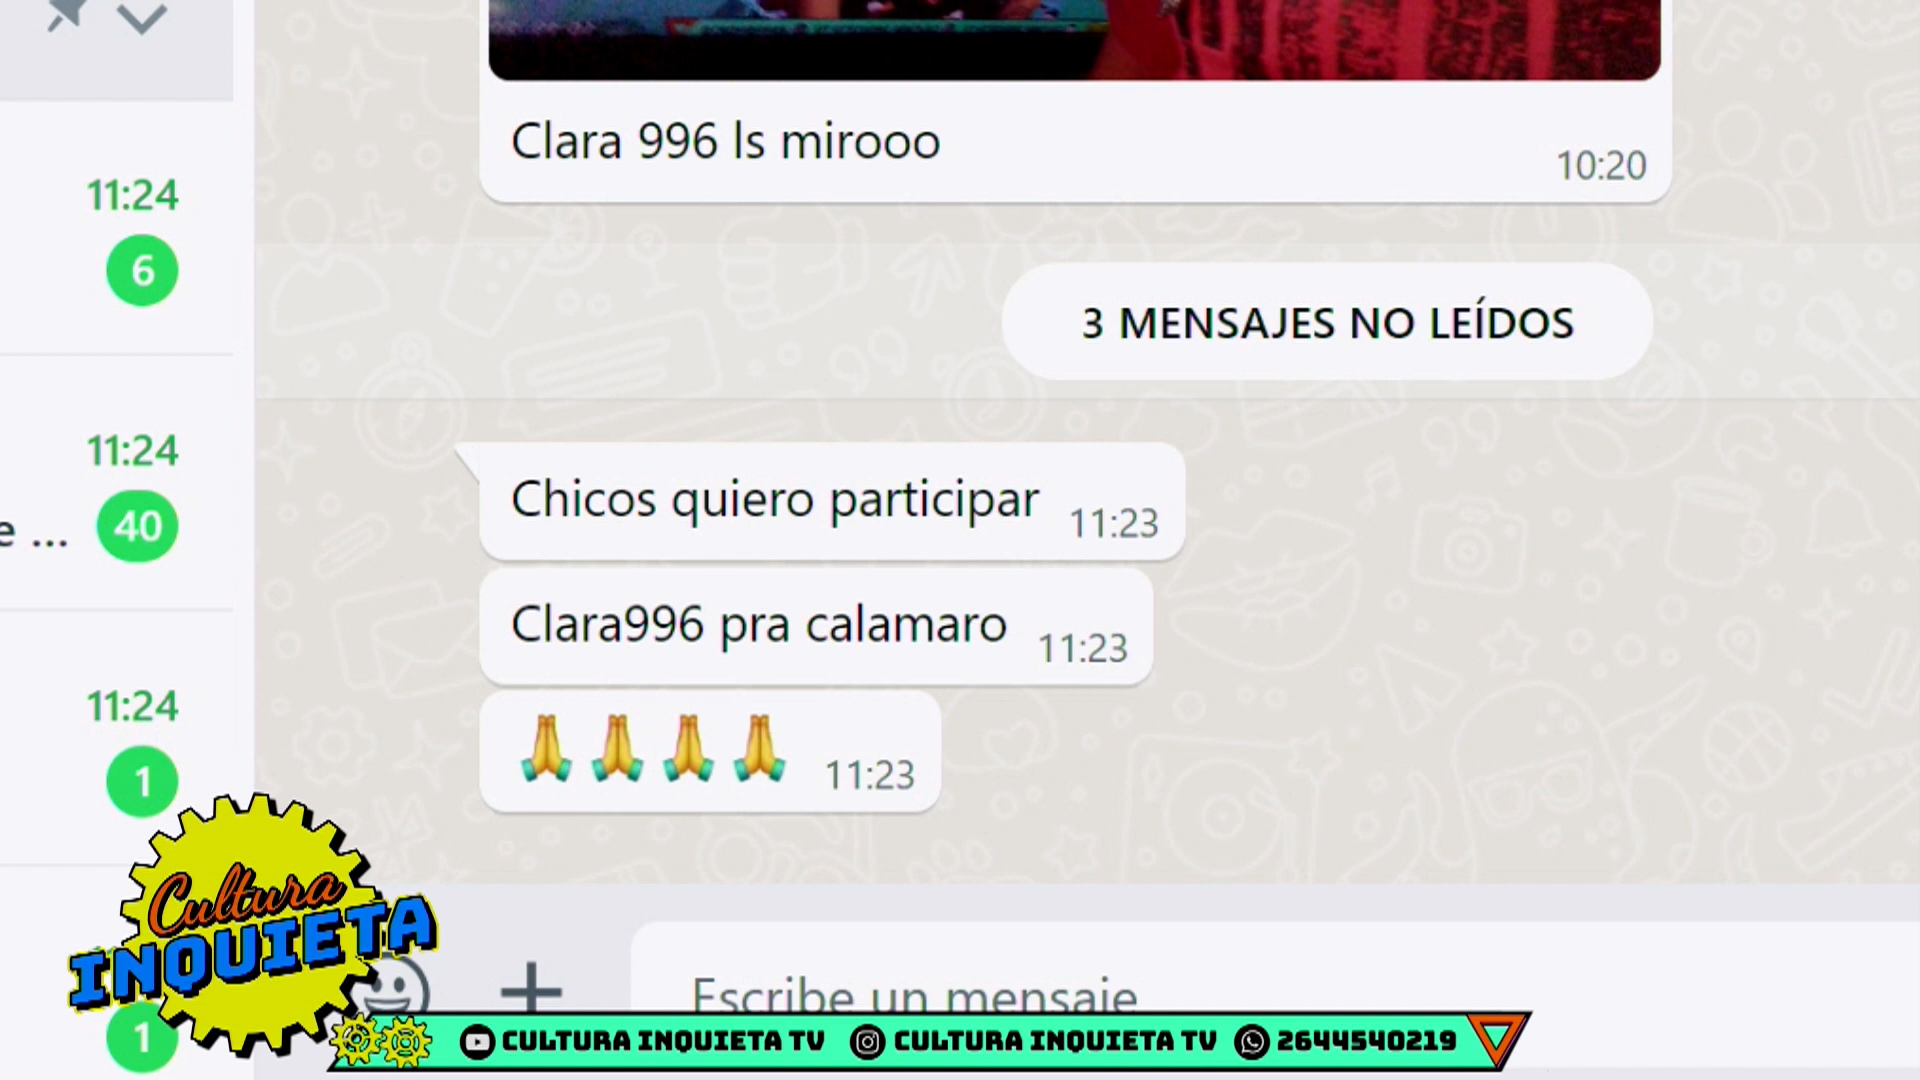 Clara 996 ls mirooo
10:20
11:24
6
3 MENSAJES NO LEÍDOS
11:24
e ... 40
Chicos quiero participar 11:23
Clara996 pra calamaro 11:23
11:24
1
🙏 🙏 🙏 🙏 11:23
Cultura
INQUIETA
Escribe un mensaje
1
CULTURA INQUIETA TV CULTURA INQUIETA TV 2644540219